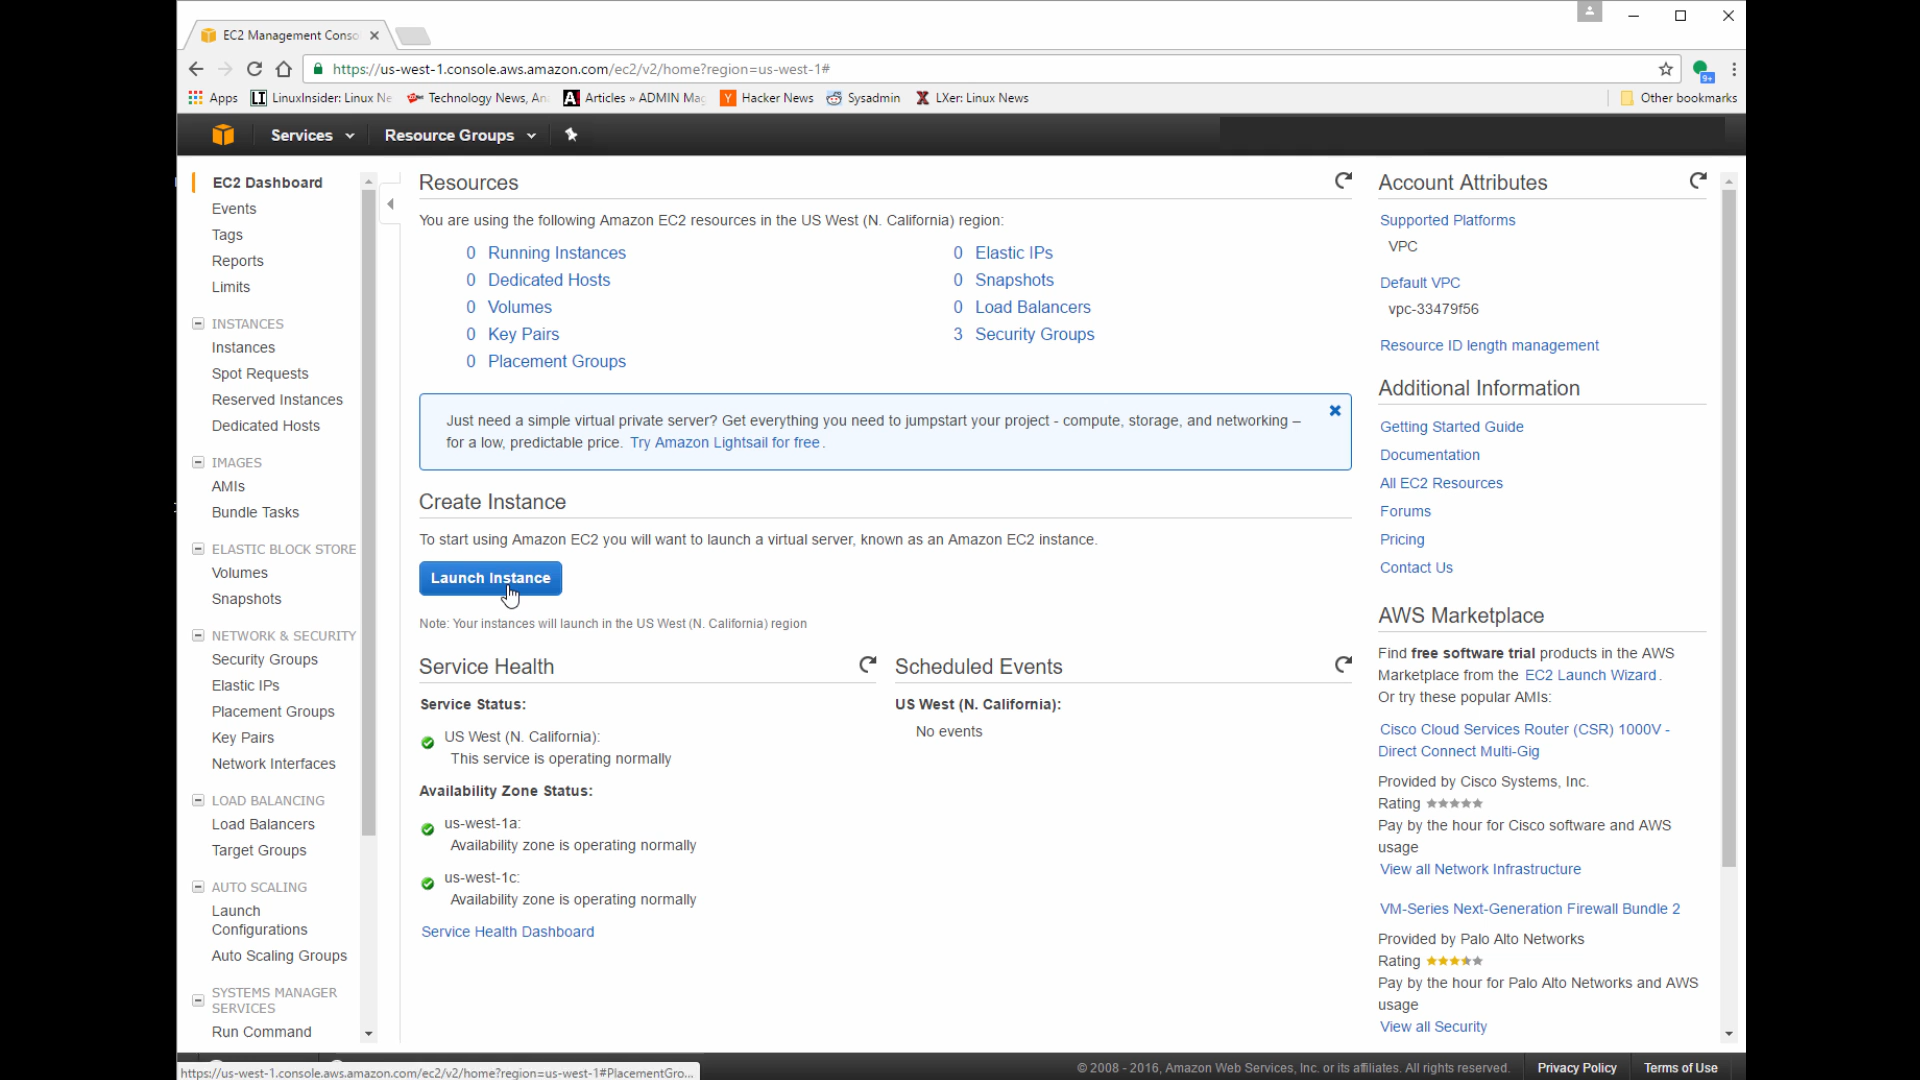 EC2 Management Conso
https://us-west-1.console.aws.amazon.com/ec2/v2/home?region=us-west-1#
9+
Apps
LinuxInsider: Linux Ne
Technology News, An
Articles » ADMIN Mag
Hacker News
Sysadmin
LXer: Linux News
Other bookmarks
Services
Resource Groups
EC2 Dashboard
Events
Tags
Reports
Limits
INSTANCES
Instances
Spot Requests
Reserved Instances
Dedicated Hosts
IMAGES
AMIs
Bundle Tasks
ELASTIC BLOCK STORE
Volumes
Snapshots
NETWORK & SECURITY
Security Groups
Elastic IPs
Placement Groups
Key Pairs
Network Interfaces
LOAD BALANCING
Load Balancers
Target Groups
AUTO SCALING
Launch
Configurations
Auto Scaling Groups
SYSTEMS MANAGER
SERVICES
Run Command
Resources
You are using the following Amazon EC2 resources in the US West (N. California) region:
0 Running Instances
0 Dedicated Hosts
0 Volumes
0 Key Pairs
0 Placement Groups
0 Elastic IPs
0 Snapshots
0 Load Balancers
3 Security Groups
Just need a simple virtual private server? Get everything you need to jumpstart your project - compute, storage, and networking –
for a low, predictable price. Try Amazon Lightsail for free.
Create Instance
To start using Amazon EC2 you will want to launch a virtual server, known as an Amazon EC2 instance.
Launch Instance
Note: Your instances will launch in the US West (N. California) region
Service Health
Service Status:
US West (N. California):
This service is operating normally
Availability Zone Status:
us-west-1a:
Availability zone is operating normally
us-west-1c:
Availability zone is operating normally
Service Health Dashboard
Scheduled Events
US West (N. California):
No events
Account Attributes
Supported Platforms
VPC
Default VPC
vpc-33479f56
Resource ID length management
Additional Information
Getting Started Guide
Documentation
All EC2 Resources
Forums
Pricing
Contact Us
AWS Marketplace
Find free software trial products in the AWS
Marketplace from the EC2 Launch Wizard.
Or try these popular AMIs:
Cisco Cloud Services Router (CSR) 1000V -
Direct Connect Multi-Gig
Provided by Cisco Systems, Inc.
Rating
Pay by the hour for Cisco software and AWS
usage
View all Network Infrastructure
VM-Series Next-Generation Firewall Bundle 2
Provided by Palo Alto Networks
Rating
Pay by the hour for Palo Alto Networks and AWS
usage
View all Security
https://us-west-1.console.aws.amazon.com/ec2/v2/home?region=us-west-1#PlacementGro...
© 2008 - 2016, Amazon Web Services, Inc. or its affiliates. All rights reserved.
Privacy Policy
Terms of Use